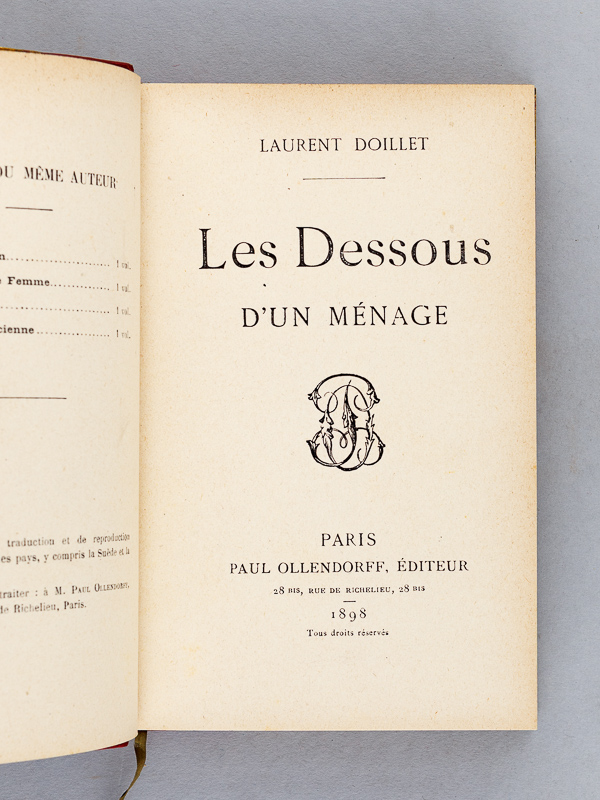 DU MÊME AUTEUR
1 vol.
Femme 1 vol.
1 vol.
cienne 1 vol.
traduction et de reproduction
es pays, y compris la Suède et la
traiter : à M. Paul Ollendorff,
de Richelieu, Paris.
LAURENT DOILLET
Les Dessous
D'UN MÉNAGE
PARIS
PAUL OLLENDORFF, ÉDITEUR
28 BIS, RUE DE RICHELIEU, 28 BIS
1898
Tous droits réservés